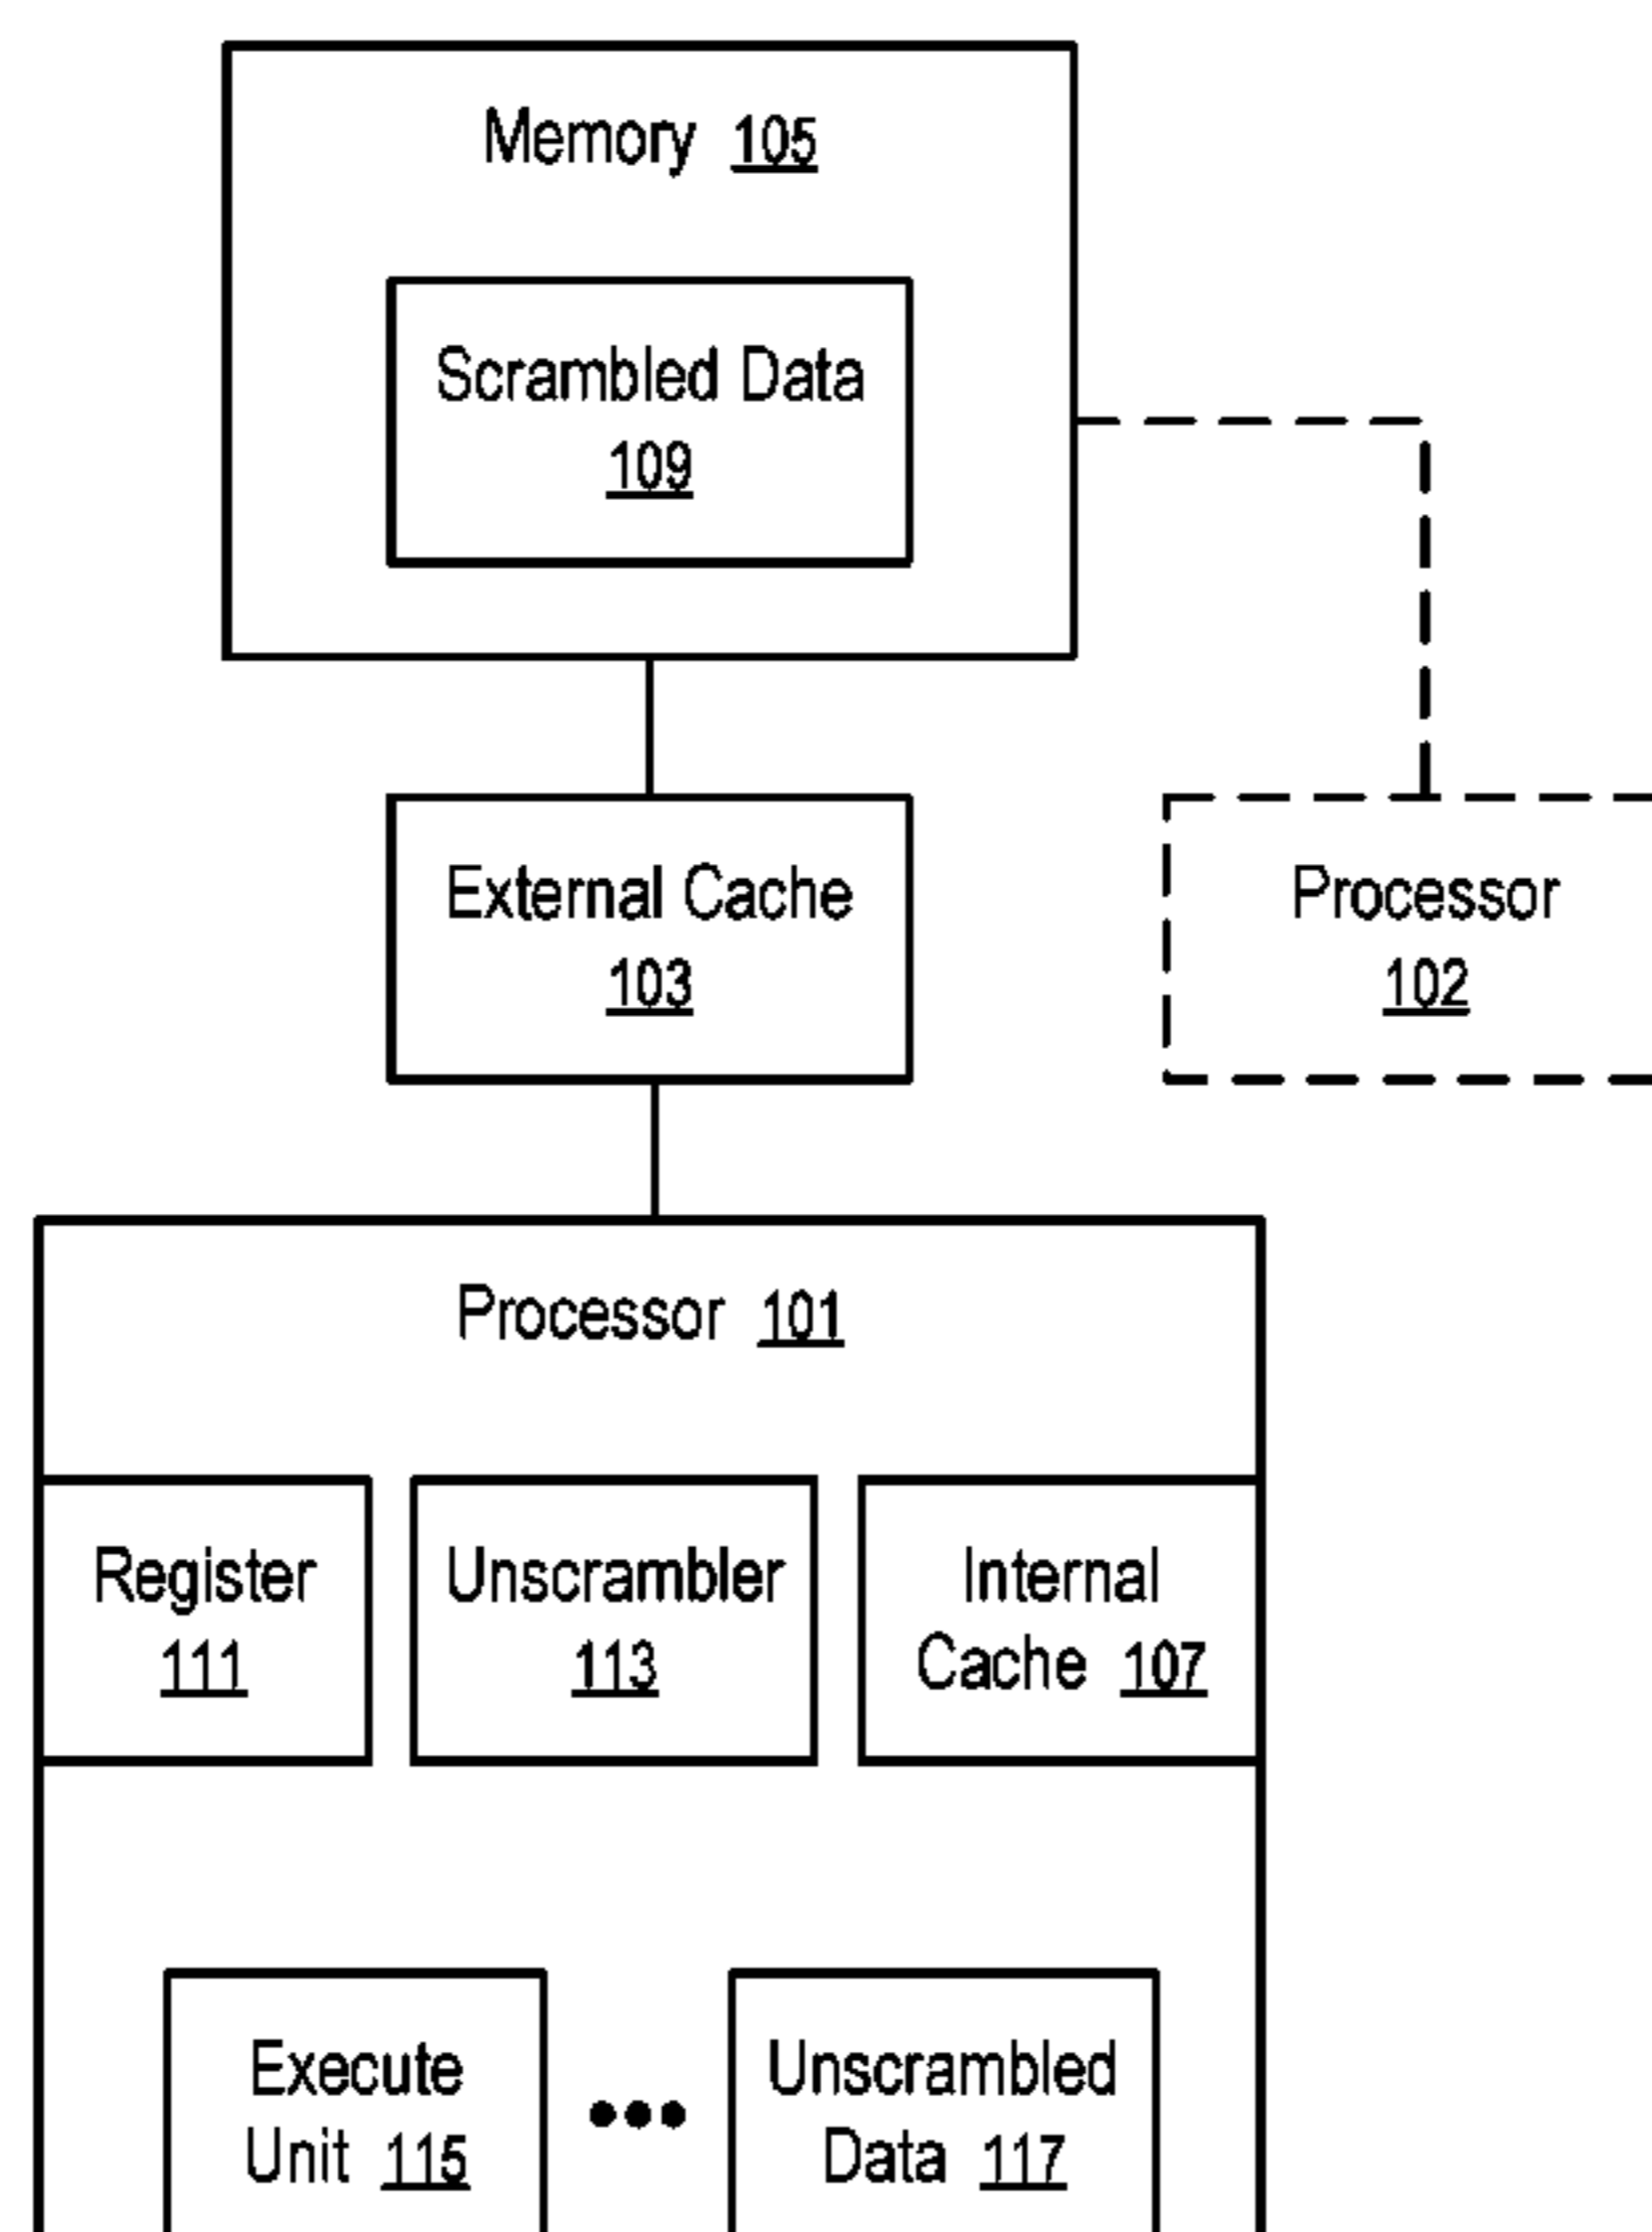 Memory 105
Scrambled Data
109
External Cache
103
Processor
102
Processor 101
Register
111
Unscrambler
113
Internal
Cache 107
Execute
Unit 115
Unscrambled
Data 117